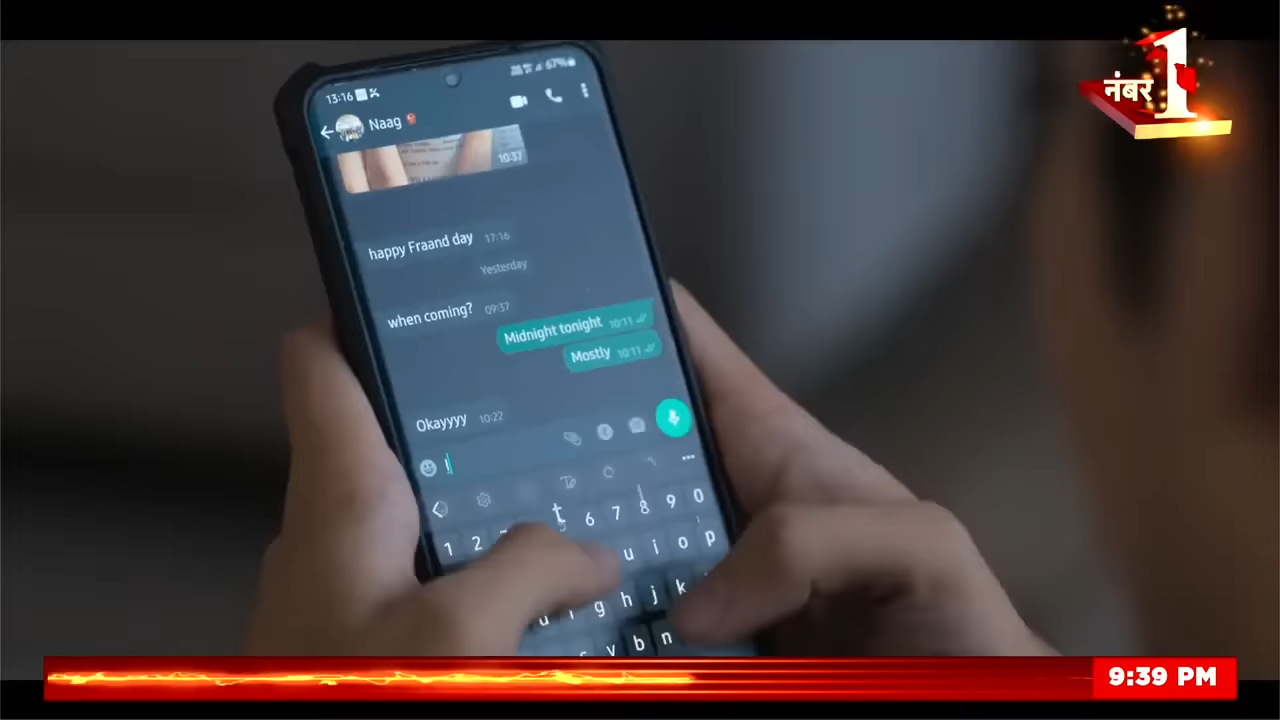 नंबर 1
13:16
67%
Naag
10:37
happy Fraand day 17:16
Yesterday
when coming? 09:37
Midnight tonight 10:11
Mostly 10:11
Okayyyy 10:22
t
1 2 6 7 8 9 0
u i o p
g h j k
v b n
9:39 PM